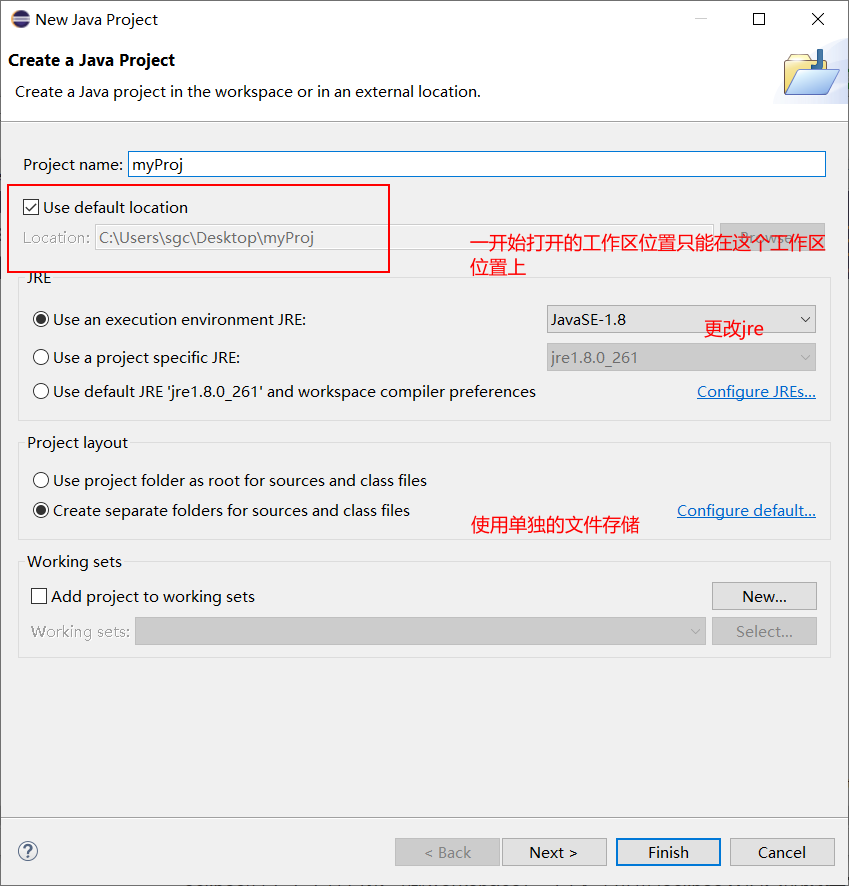 New Java Project
Create a Java Project
Create a Java project in the workspace or in an external location.
Project name: myProj
Use default location
Location: C:\Users\sgc\Desktop\myProj
Browse...
一开始打开的工作区位置只能在这个工作区
位置上
JRE
Use an execution environment JRE: JavaSE-1.8
更改jre
Use a project specific JRE: jre1.8.0_261
Use default JRE 'jre1.8.0_261' and workspace compiler preferences Configure JREs...
Project layout
Use project folder as root for sources and class files
Create separate folders for sources and class files Configure default...
使用单独的文件存储
Working sets
Add project to working sets New...
Working sets: Select...
< Back Next > Finish Cancel